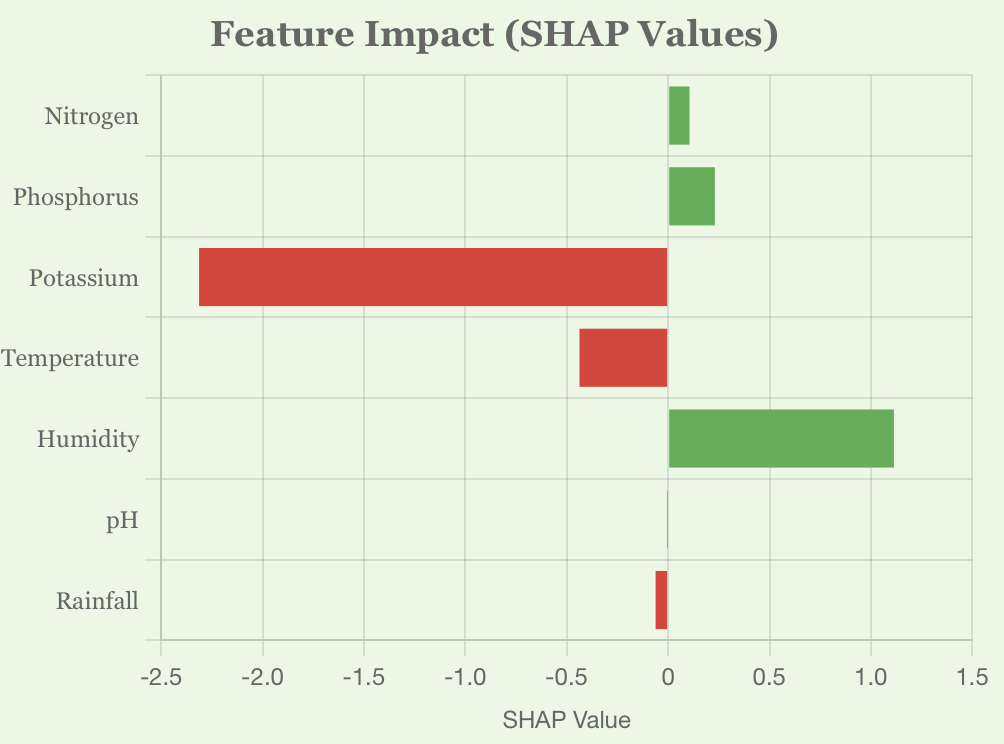 Feature Impact (SHAP Values)
Nitrogen
Phosphorus
Potassium
Temperature
Humidity
pH
Rainfall
-2.5 -2.0 -1.5 -1.0 -0.5 0 0.5 1.0 1.5
SHAP Value